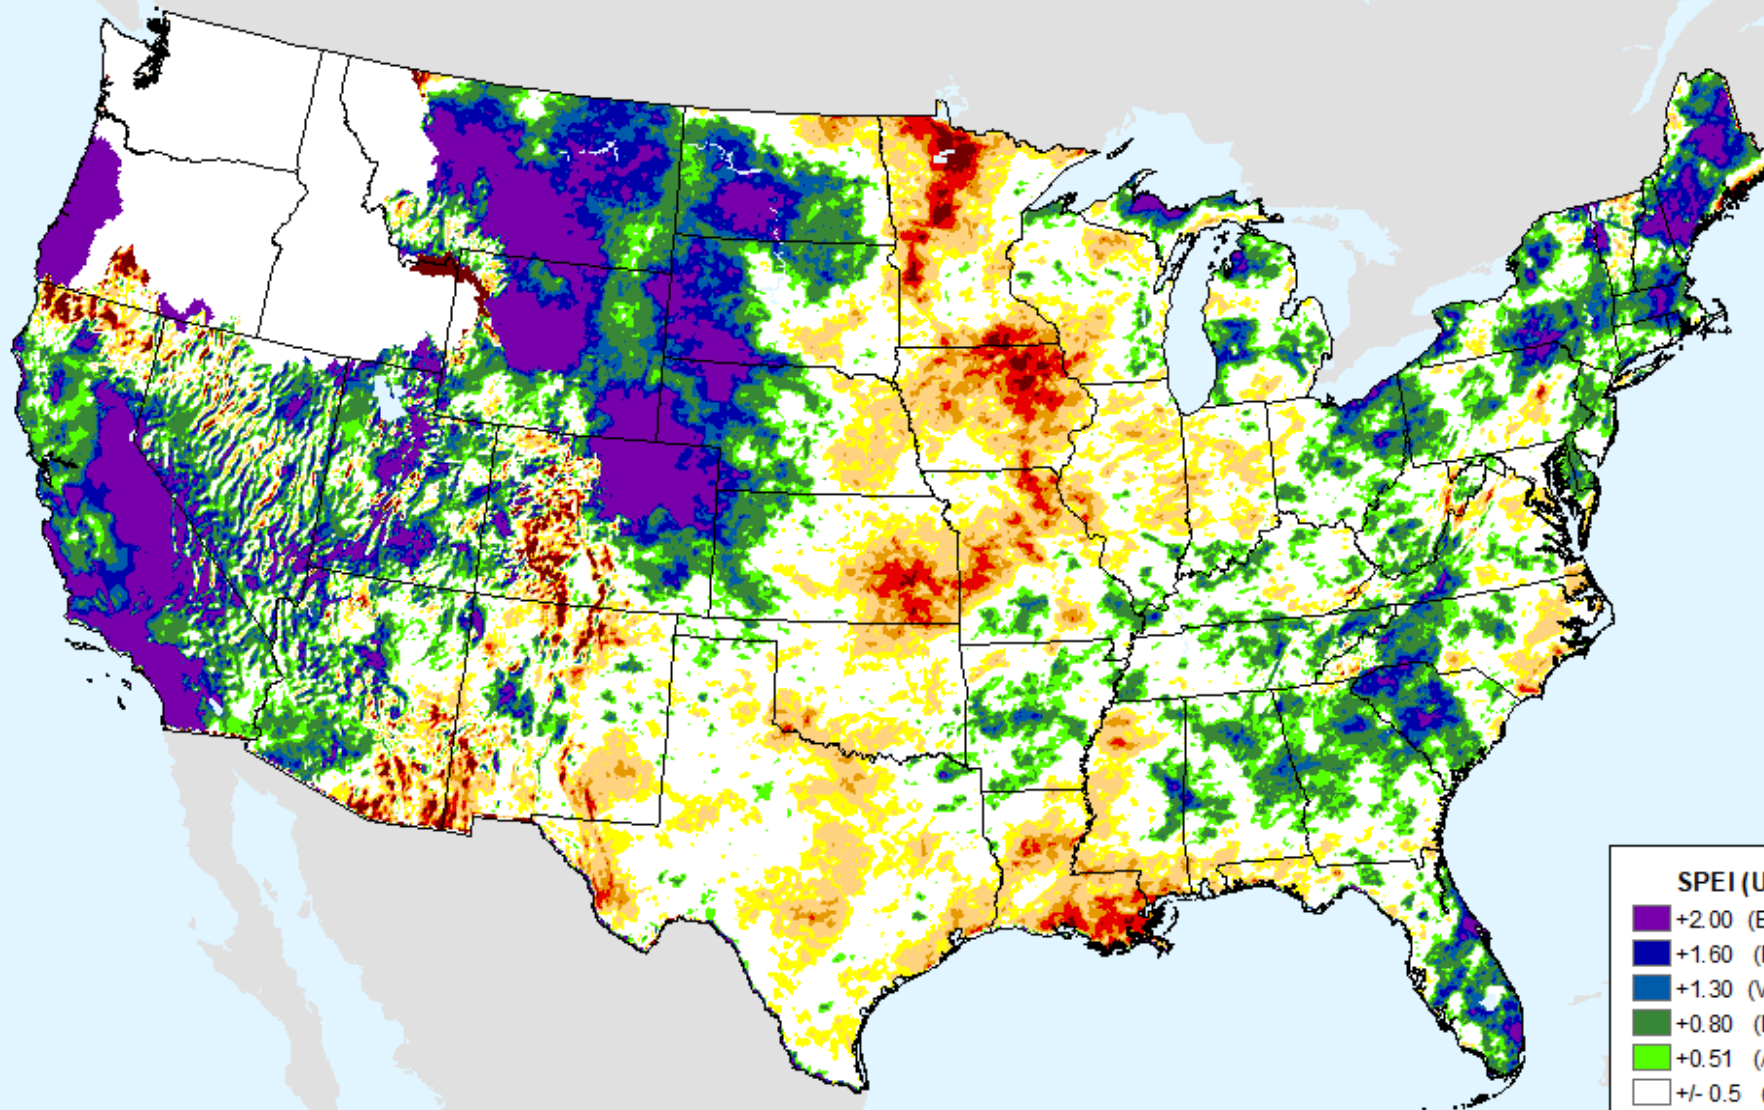 SPEI (U
+2.00 (E
+1.60 (
+1.30 (V
+0.80 (
+0.51 (
+/- 0.5 (